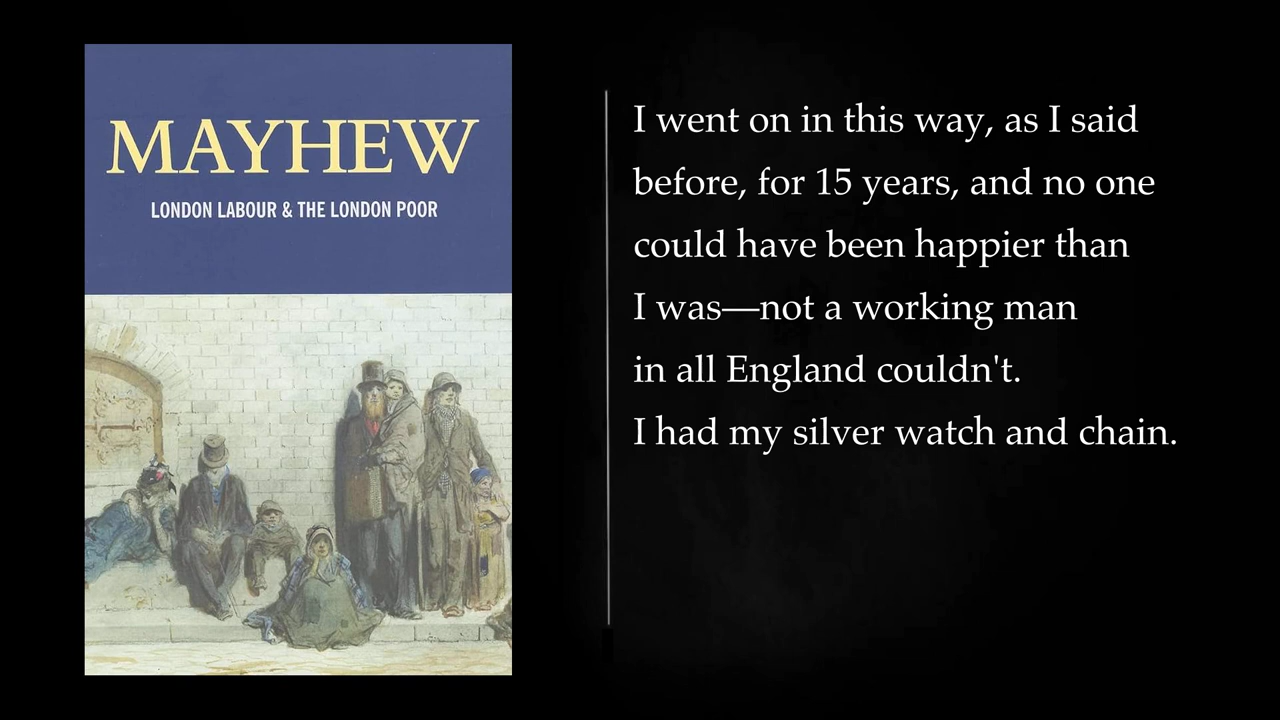 MAYHEW
LONDON LABOUR & THE LONDON POOR
I went on in this way, as I said
before, for 15 years, and no one
could have been happier than
I was—not a working man
in all England couldn't.
I had my silver watch and chain.